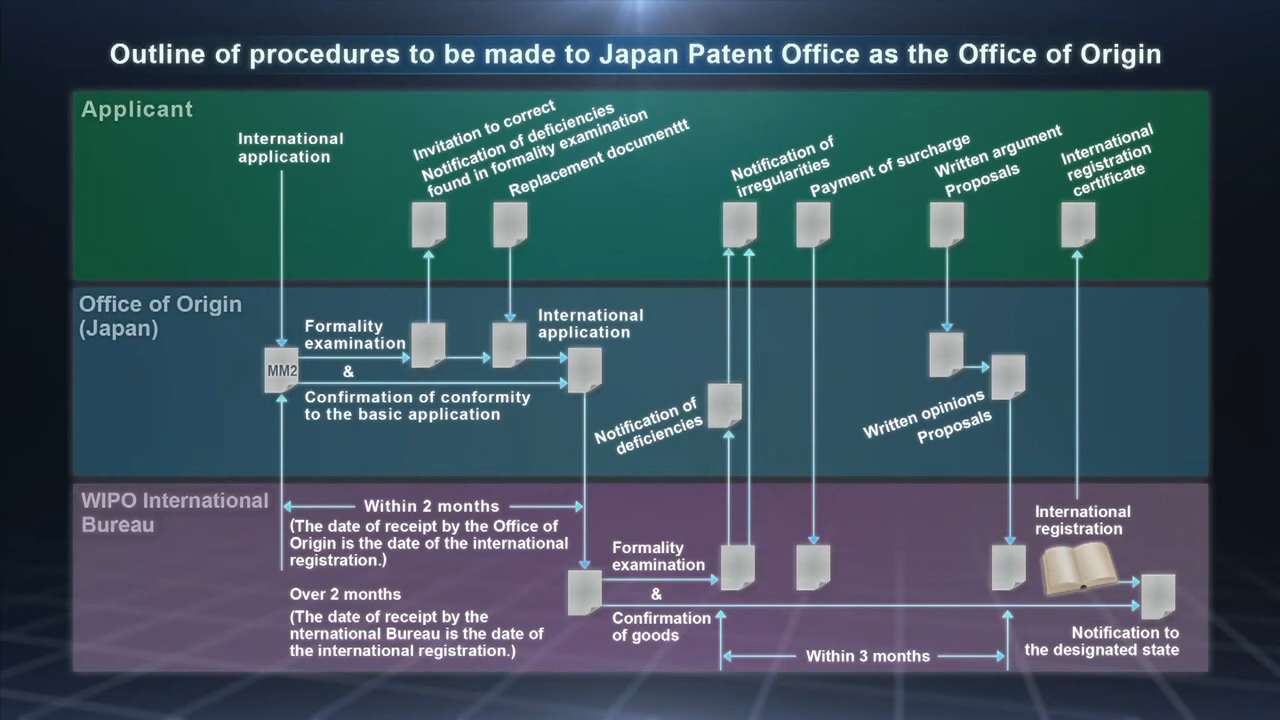 Outline of procedures to be made to Japan Patent Office as the Office of Origin
Applicant
International
application
Invitation to correct
Notification of deficiencies
found in formality examination
Replacement documenttt
Notification of
irregularities
Payment of surcharge
Written argument
Proposals
International
registration
certificate
Office of Origin
(Japan)
MM2
Formality
examination
&
Confirmation of conformity
to the basic application
International
application
Notification of
deficiencies
Written opinions
Proposals
WIPO International
Bureau
Within 2 months
(The date of receipt by the Office of
Origin is the date of the international
registration.)
Over 2 months
(The date of receipt by the
nternational Bureau is the date of
the international registration.)
Formality
examination
&
Confirmation
of goods
Within 3 months
International
registration
Notification to
the designated state